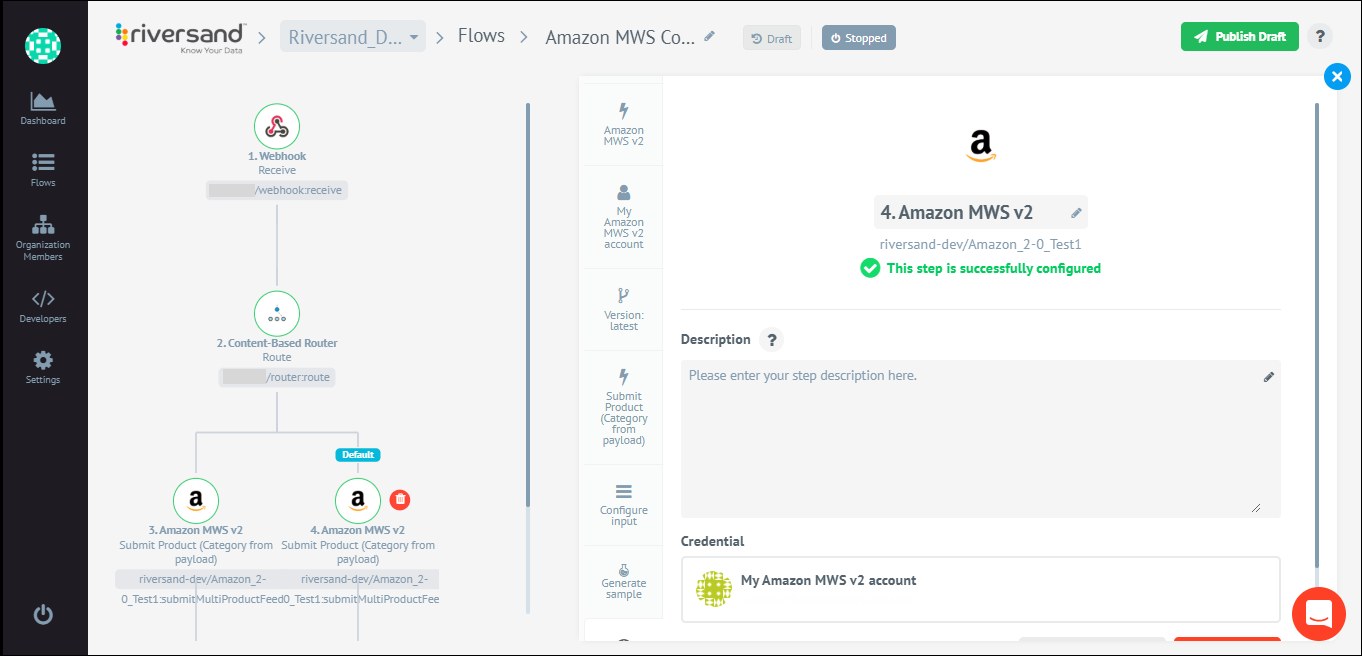 riversand
Know Your Data
Riversand_D...
Flows
Amazon MWS Co...
Draft
Stopped
Publish Draft
?
Dashboard
Flows
Organization
Members
Developers
Settings
1. Webhook
Receive
/webhook:receive
2. Content-Based Router
Route
/router:route
Default
a
3. Amazon MWS v2
Submit Product (Category from
payload)
riversand-dev/Amazon_2-
0_Test1:submitMultiProductFeed
a
4. Amazon MWS v2
Submit Product (Category from
payload)
riversand-dev/Amazon_2-
0_Test1:submitMultiProductFee
Amazon
MWS v2
My
Amazon
MWS v2
account
Version:
latest
Submit
Product
(Category
from
payload)
Configure
input
Generate
sample
a
4. Amazon MWS v2
riversand-dev/Amazon_2-0_Test1
This step is successfully configured
Description ?
Please enter your step description here.
Credential
My Amazon MWS v2 account